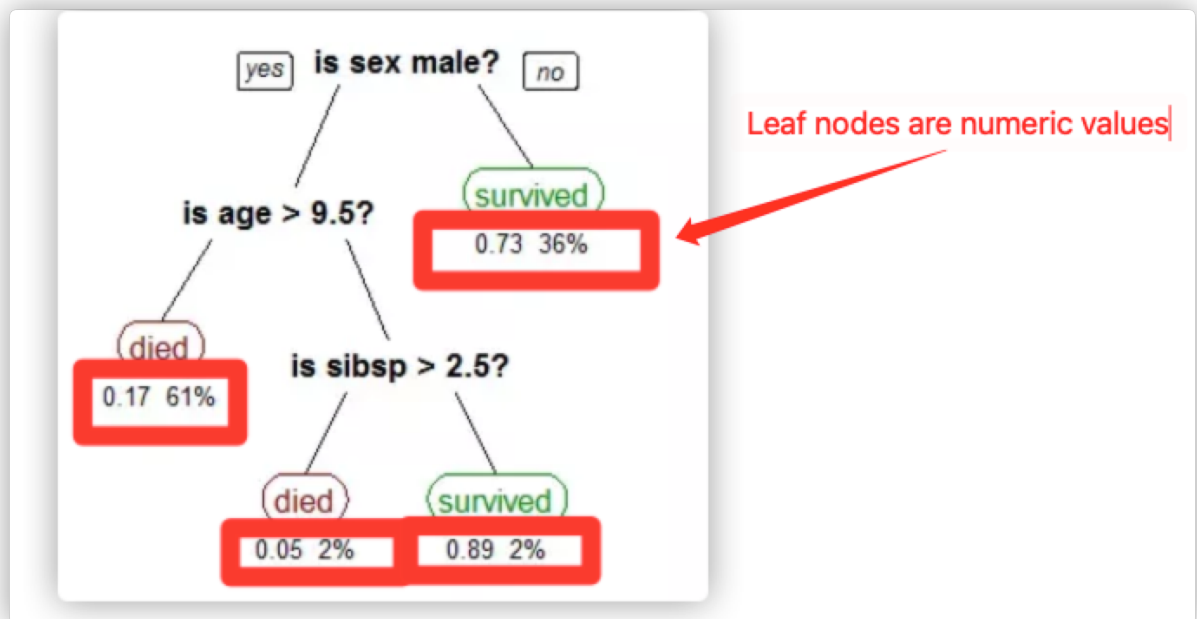 yes is sex male? no
Leaf nodes are numeric values
survived
0.73 36%
is age > 9.5?
died
0.17 61%
is sibsp > 2.5?
died survived
0.05 2% 0.89 2%